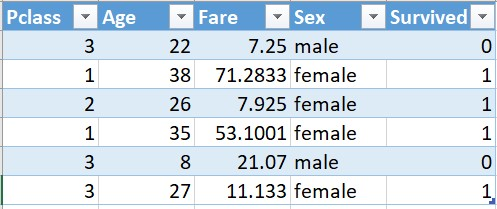 Pclass Age Fare Sex Survived
3 22 7.25 male 0
1 38 71.2833 female 1
2 26 7.925 female 1
1 35 53.1001 female 1
3 8 21.07 male 0
3 27 11.133 female 1